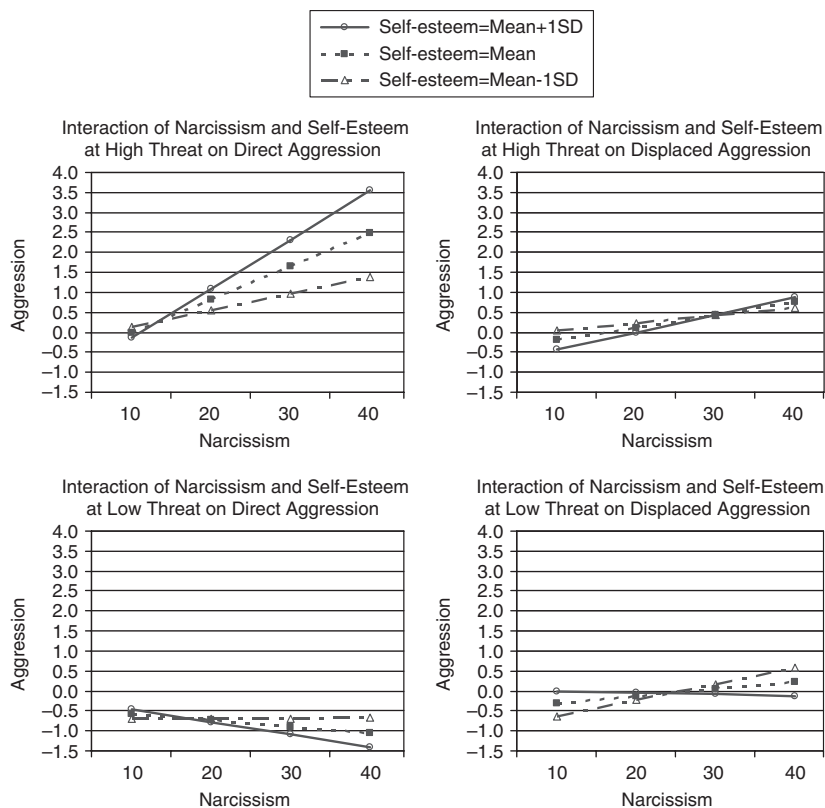 Self-esteem=Mean+1SD
Self-esteem=Mean
Self-esteem=Mean-1SD
Interaction of Narcissism and Self-Esteem
at High Threat on Direct Aggression
4.0
3.5
3.0
2.5
2.0
1.5
1.0
0.5
0.0
–0.5
–1.0
–1.5
Aggression
10 20 30 40
Narcissism
Interaction of Narcissism and Self-Esteem
at High Threat on Displaced Aggression
4.0
3.5
3.0
2.5
2.0
1.5
1.0
0.5
0.0
–0.5
–1.0
–1.5
Aggression
10 20 30 40
Narcissism
Interaction of Narcissism and Self-Esteem
at Low Threat on Direct Aggression
4.0
3.5
3.0
2.5
2.0
1.5
1.0
0.5
0.0
–0.5
–1.0
–1.5
Aggression
10 20 30 40
Narcissism
Interaction of Narcissism and Self-Esteem
at Low Threat on Displaced Aggression
4.0
3.5
3.0
2.5
2.0
1.5
1.0
0.5
0.0
–0.5
–1.0
–1.5
Aggression
10 20 30 40
Narcissism